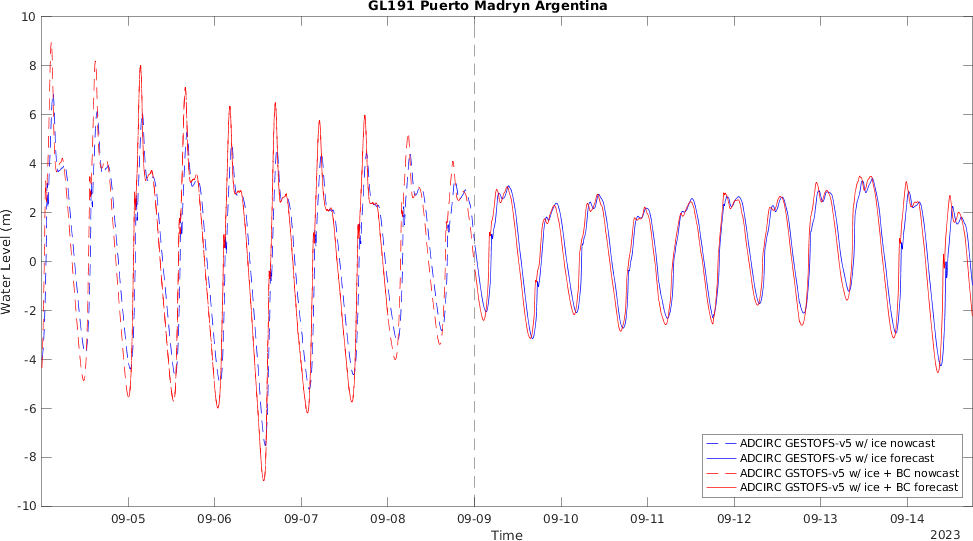 GL191 Puerto Madryn Argentina
10
8
6
4
2
0
-2
-4
-6
-8
-10
Water Level (m)
ADCIRC GESTOFS-v5 w/ ice nowcast
ADCIRC GESTOFS-v5 w/ ice forecast
ADCIRC GSTOFS-v5 w/ ice + BC nowcast
ADCIRC GSTOFS-v5 w/ ice + BC forecast
09-05 09-06 09-07 09-08 09-09 09-10 09-11 09-12 09-13 09-14
Time
2023